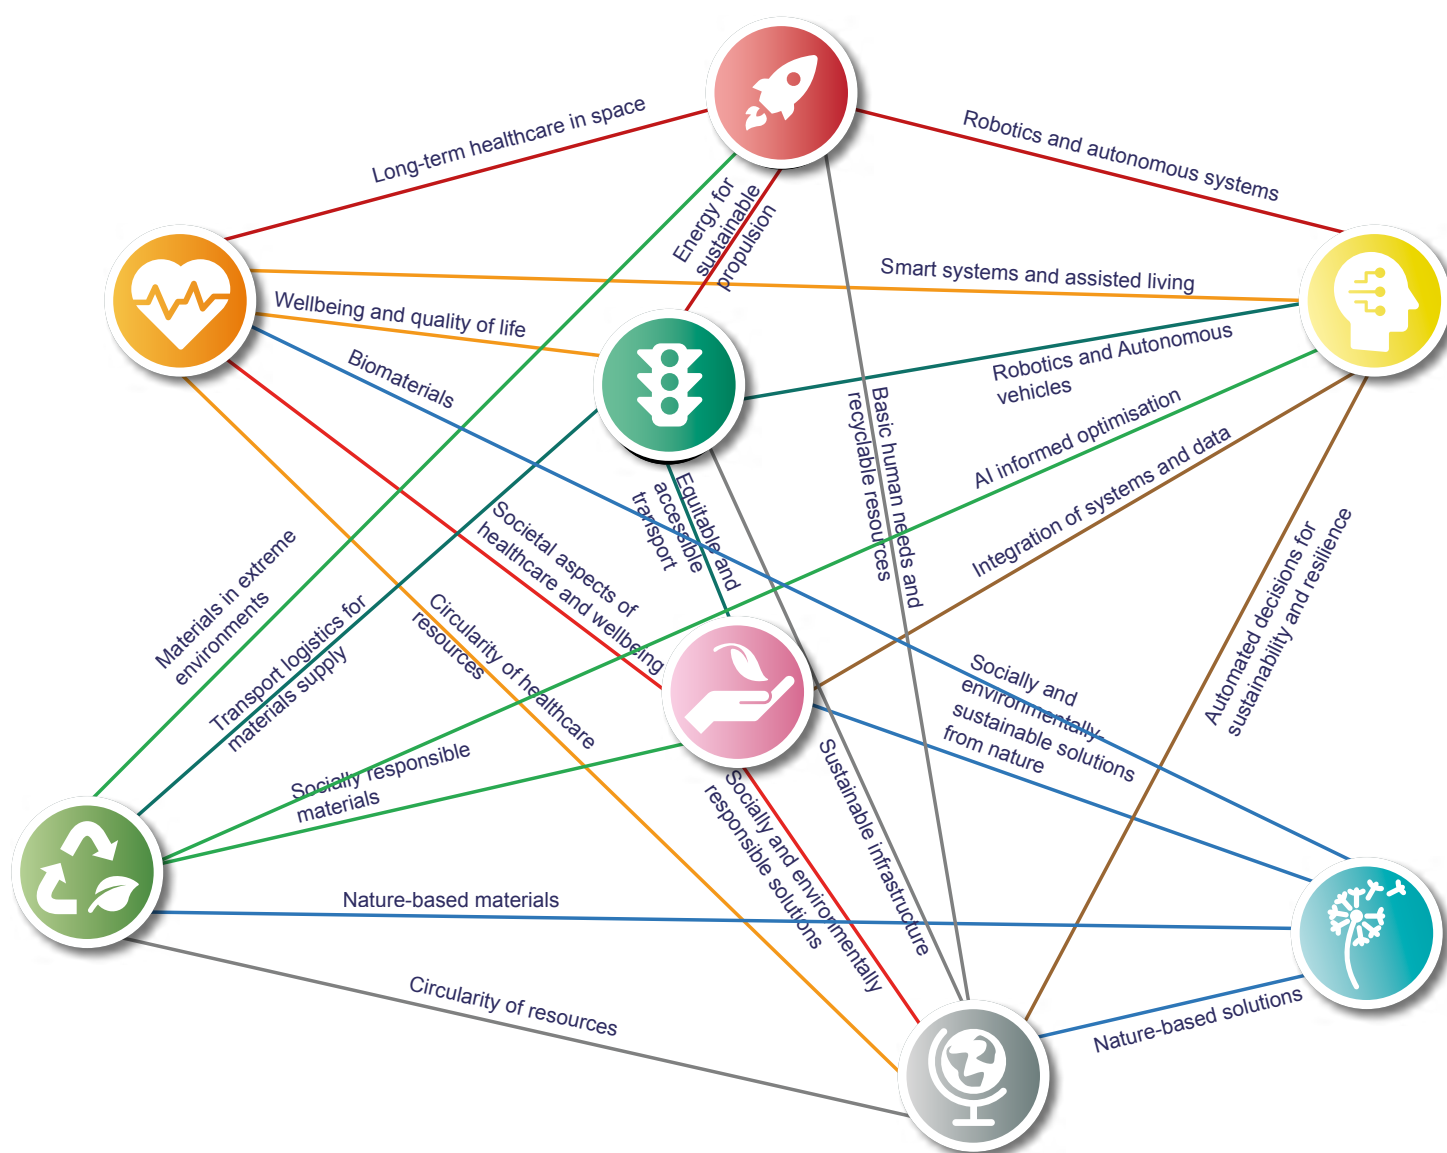 Long-term healthcare in space
Robotics and autonomous systems
Energy for
sustainable
propulsion
Smart systems and assisted living
Wellbeing and quality of life
Robotics and Autonomous
vehicles
Biomaterials
Basic human needs and
recyclable resources
AI informed optimisation
Integration of systems and data
Equitable and
accessible
transport
Societal aspects of
healthcare and wellbeing
Automated decisions for
sustainability and resilience
Materials in extreme
environments
Transport logistics for
materials supply
Circularity of healthcare
resources
Socially and
environmentally-
sustainable solutions
from nature
Socially responsible
materials
Sustainable infrastructure
Socially and environmentally
responsible solutions
Nature-based materials
Circularity of resources
Nature-based solutions